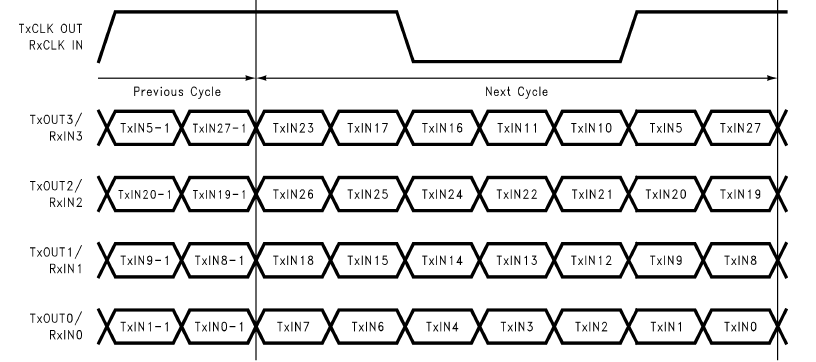 TxCLK OUT
RxCLK IN
Previous Cycle Next Cycle
TxOUT3/
RxIN3
TxIN5-1 TxIN27-1 TxIN23 TxIN17 TxIN16 TxIN11 TxIN10 TxIN5 TxIN27
TxOUT2/
RxIN2
TxIN20-1 TxIN19-1 TxIN26 TxIN25 TxIN24 TxIN22 TxIN21 TxIN20 TxIN19
TxOUT1/
RxIN1
TxIN9-1 TxIN8-1 TxIN18 TxIN15 TxIN14 TxIN13 TxIN12 TxIN9 TxIN8
TxOUT0/
RxIN0
TxIN1-1 TxIN0-1 TxIN7 TxIN6 TxIN4 TxIN3 TxIN2 TxIN1 TxIN0